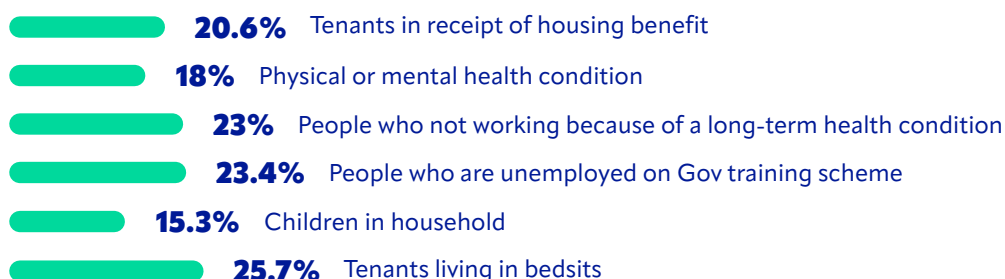 20.6% Tenants in receipt of housing benefit
18% Physical or mental health condition
23% People who not working because of a long-term health condition
23.4% People who are unemployed on Gov training scheme
15.3% Children in household
25.7% Tenants living in bedsits